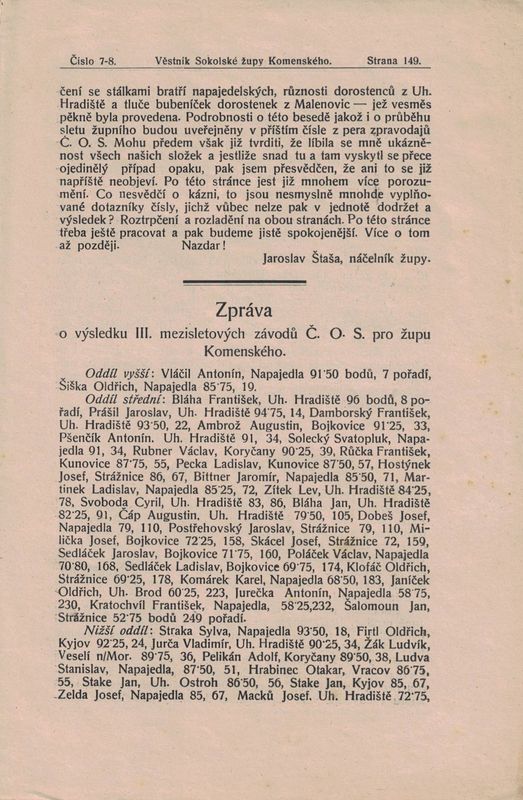 Číslo 7-8. Věstník Sokolské župy Komenského. Strana 149.
čení se stálkami bratří napajedelských, různosti dorostenců z Uh.
Hradiště a tluče bubeníček dorostenek z Malenovic — jež vesměs
pěkně byla provedena. Podrobnosti o této besedě jakož i o průběhu
sletu župního budou uveřejněny v příštím čísle z pera zpravodajů
Č. O. S. Mohu předem však již tvrditi, že líbila se mně ukázně-
nost všech našich složek a jestliže snad tu a tam vyskytl se přece
ojedinělý případ opaku, pak jsem přesvědčen, že ani to se již
napříště neobjeví. Po této stránce jest již mnohem více porozu-
mění. Co nesvědčí o kázni, to jsou nesmyslně mnohde vyplňo-
vané dotazníky čísly, jichž vůbec nelze pak v jednotě dodržet a
výsledek? Roztrpčení a rozladění na obou stranách. Po této stránce
třeba ještě pracovat a pak budeme jistě spokojenější. Více o tom
až později. Nazdar!
Jaroslav Štaša, náčelník župy.
Zpráva
o výsledku III. mezisletových závodů Č. O. S. pro župu
Komenského.
Oddíl vyšší: Vláčil Antonín, Napajedla 91·50 bodů, 7 pořadí,
Šiška Oldřich, Napajedla 85·75, 19.
Oddíl střední: Bláha František, Uh. Hradiště 96 bodů, 8 po-
řadí, Prášil Jaroslav, Uh. Hradiště 94·75, 14, Damborský František,
Uh. Hradiště 93·50, 22, Ambrož Augustin, Bojkovice 91·25, 33,
Pšenčík Antonín. Uh. Hradiště 91, 34, Solecký Svatopluk, Napa-
jedla 91, 34, Rubner Václav, Koryčany 90·25, 39, Růčka František,
Kunovice 87·75, 55, Pecka Ladislav, Kunovice 87·50, 57, Hostýnek
Josef, Strážnice 86, 67, Bittner Jaromír, Napajedla 85·50, 71, Mar-
tinek Ladislav, Napajedla 85·25, 72, Zítek Lev, Uh. Hradiště 84·25,
78, Svoboda Cyril, Uh. Hradiště 83, 86, Bláha Jan, Uh. Hradiště
82·25, 91, Čáp Augustin, Uh. Hradiště 79·50, 105, Dobeš Josef,
Napajedla 79, 110, Postřehovský Jaroslav, Strážnice 79, 110, Mi-
lička Josef, Bojkovice 72·25, 158, Skácel Josef, Strážnice 72, 159,
Sedláček Jaroslav, Bojkovice 71·75, 160, Poláček Václav, Napajedla
70·80, 168, Sedláček Ladislav, Bojkovice 69·75, 174, Klofáč Oldřich,
Strážnice 69·25, 178, Komárek Karel, Napajedla 68·50, 183, Janíček
Oldřich, Uh. Brod 60·25, 223, Jurečka Antonín, Napajedla 58·75,
230, Kratochvíl František, Napajedla, 58·25,232, Šalomoun Jan,
Strážnice 52·75 bodů 249 pořadí.
Nižší oddíl: Straka Sylva, Napajedla 93·50, 18, Firtl Oldřich,
Kyjov 92·25, 24, Jurča Vladimír, Uh. Hradiště 90·25, 34, Žák Ludvík,
Veselí n/Mor. 89·75, 36, Pelikán Adolf, Koryčany 89·50, 38, Ludva
Stanislav, Napajedla, 87·50, 51, Hrabinec Otakar, Vracov 86·75,
55, Stake Jan, Uh. Ostroh 86·50, 56, Stake Jan, Kyjov 85, 67,
Zelda Josef, Napajedla 85, 67, Macků Josef. Uh. Hradiště 72·75,